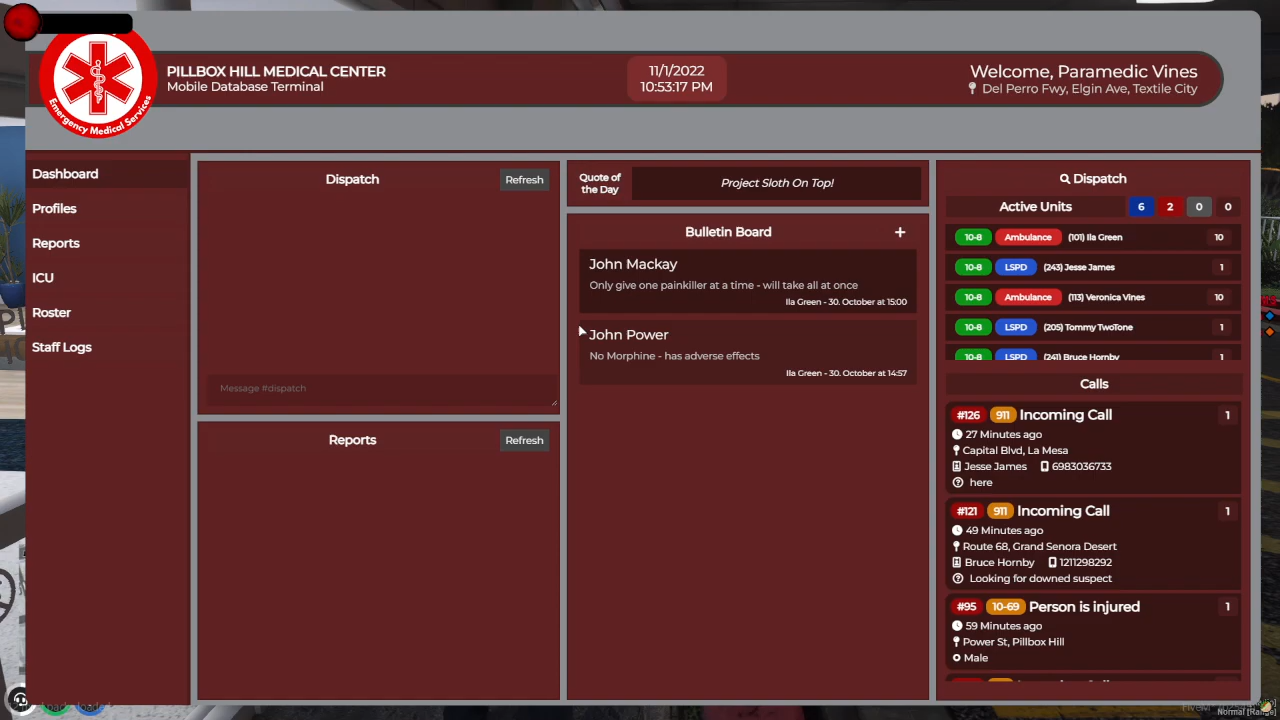 PILLBOX HILL MEDICAL CENTER
Mobile Database Terminal
Emergency Medical Services
11/1/2022
10:53:17 PM
Welcome, Paramedic Vines
Del Perro Fwy, Elgin Ave, Textile City
Dashboard
Profiles
Reports
ICU
Roster
Staff Logs
Dispatch
Refresh
Message #dispatch
Reports
Refresh
Quote of
the Day
Project Sloth On Top!
Bulletin Board
+
John Mackay
Only give one painkiller at a time - will take all at once
Ila Green - 30. October at 15:00
John Power
No Morphine - has adverse effects
Ila Green - 30. October at 14:57
Dispatch
Active Units 6 2 0 0
10-8 Ambulance (101) Ila Green 10
10-8 LSPD (243) Jesse James 1
10-8 Ambulance (113) Veronica Vines 10
10-8 LSPD (205) Tommy TwoTone 1
10-8 LSPD (241) Bruce Hornby 1
Calls
#126 911 Incoming Call 1
27 Minutes ago
Capital Blvd, La Mesa
Jesse James 6983036733
here
#121 911 Incoming Call 1
49 Minutes ago
Route 68, Grand Senora Desert
Bruce Hornby 1211298292
Looking for downed suspect
#95 10-69 Person is injured 1
59 Minutes ago
Power St, Pillbox Hill
Male
Normal [Range]